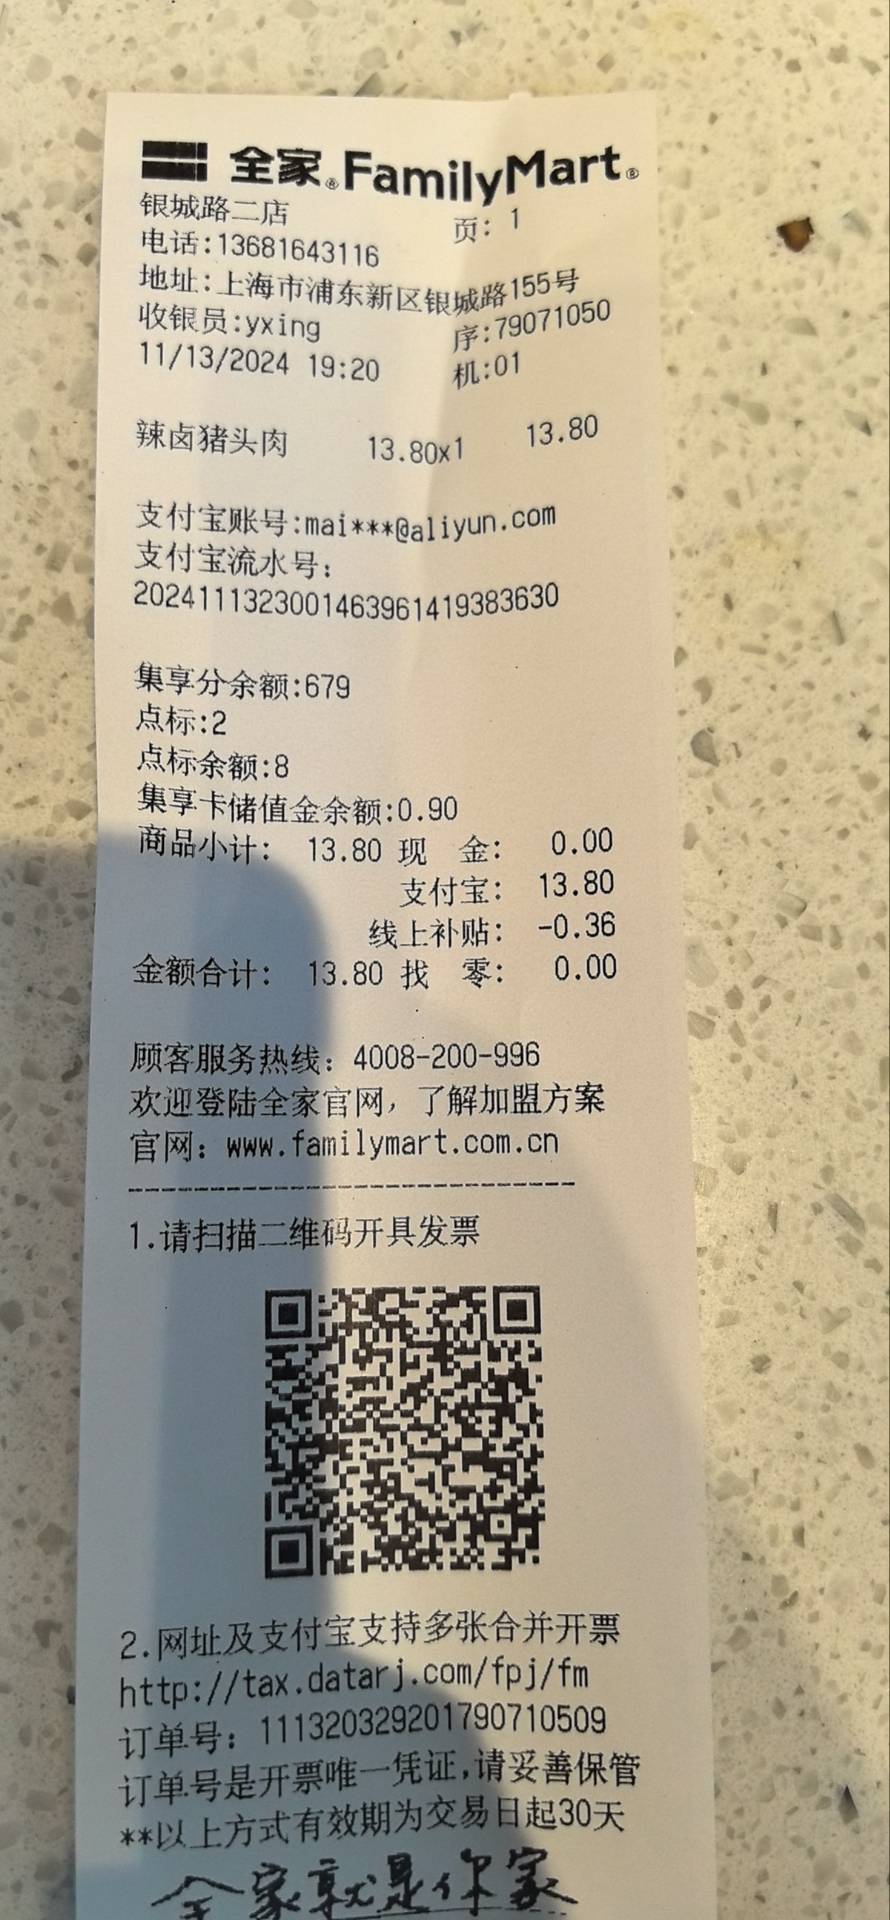 全家® FamilyMart®
银城路二店 页: 1
电话:13681643116
地址:上海市浦东新区银城路155号
收银员:yxing 序:79071050
11/13/2024 19:20 机:01
辣卤猪头肉 13.80x1 13.80
支付宝账号:mai***@aliyun.com
支付宝流水号:
2024111323001463961419383630
集享分余额:679
点标:2
点标余额:8
集享卡储值金余额:0.90
商品小计: 13.80 现 金: 0.00
支付宝: 13.80
线上补贴: -0.36
金额合计: 13.80 找 零: 0.00
顾客服务热线: 4008-200-996
欢迎登陆全家官网，了解加盟方案
官网: www.familymart.com.cn
------------------------------
1.请扫描二维码开具发票
2.网址及支付宝支持多张合并开票
http://tax.datarj.com/fpj/fm
订单号: 111320329201790710509
订单号是开票唯一凭证,请妥善保管
**以上方式有效期为交易日起30天
全家就是你家